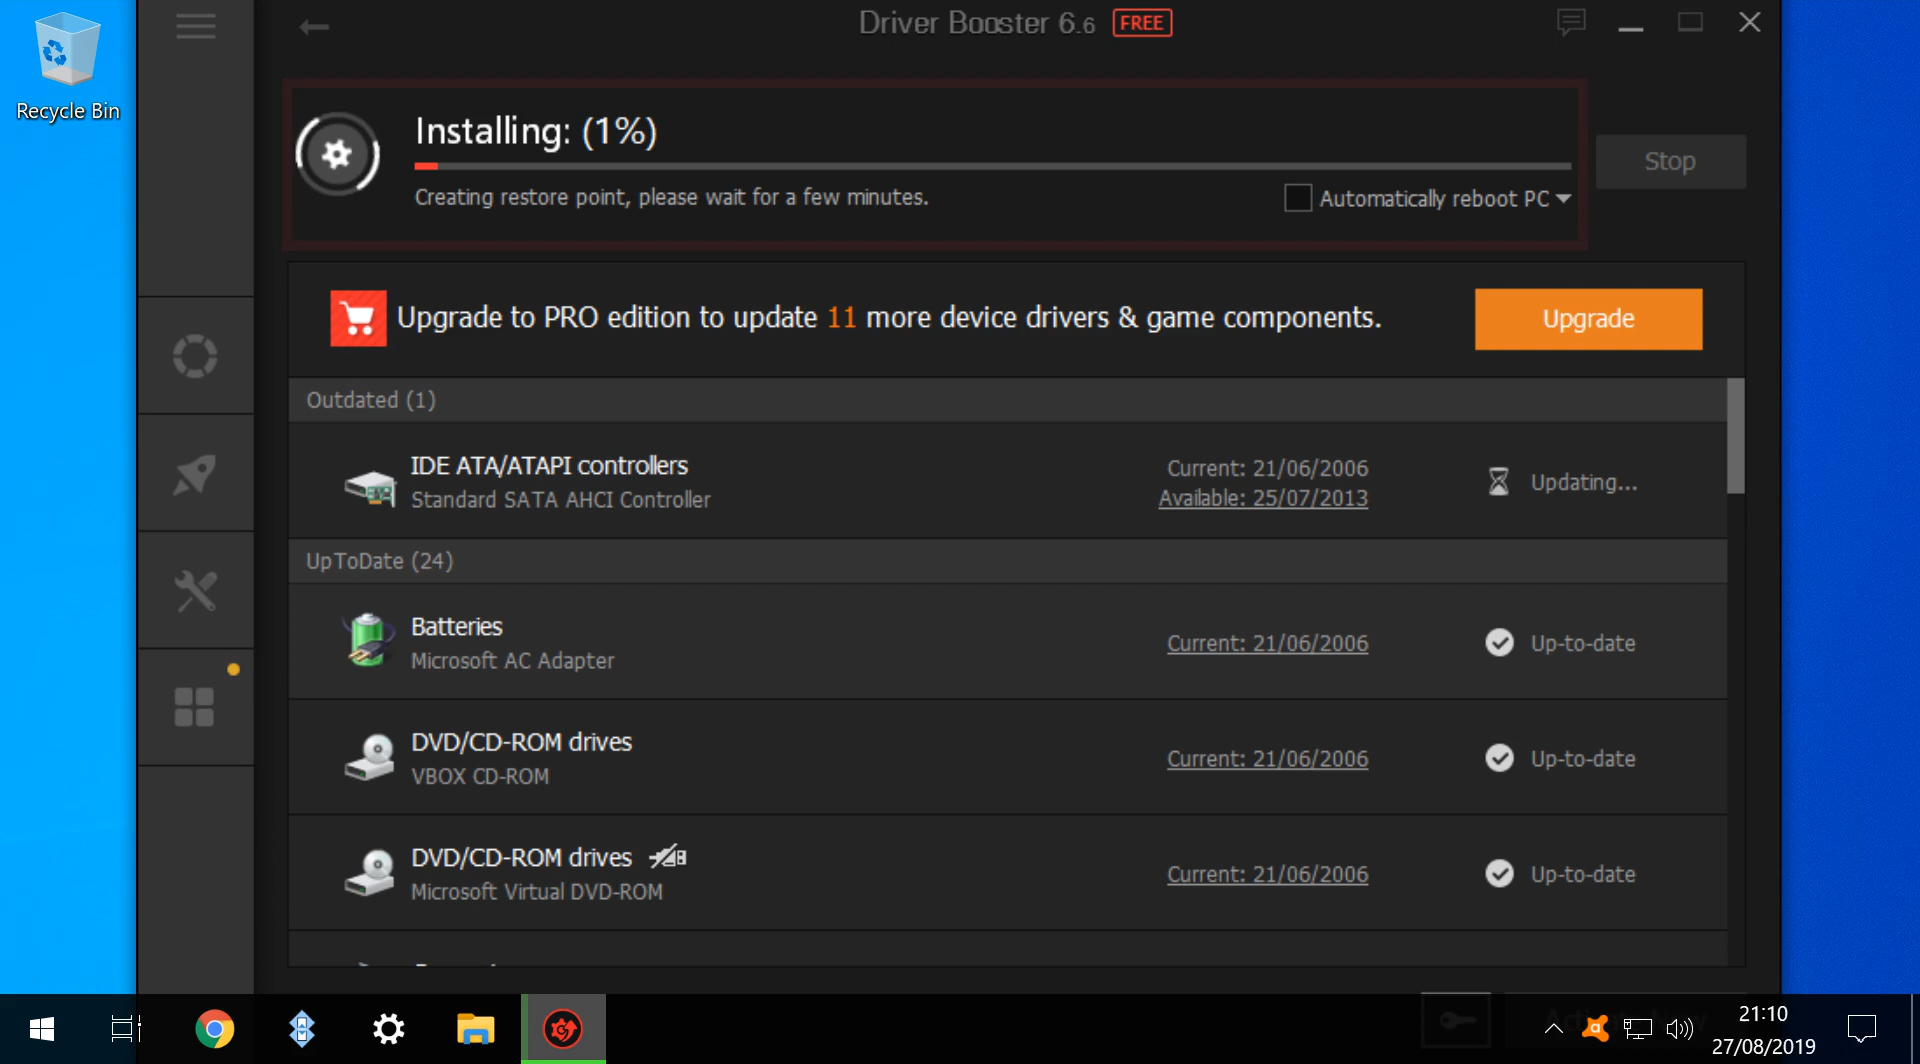 Recycle Bin
Driver Booster 6.6 FREE
Installing: (1%)
Creating restore point, please wait for a few minutes.
Automatically reboot PC
Stop
Upgrade to PRO edition to update 11 more device drivers & game components.
Upgrade
Outdated (1)
IDE ATA/ATAPI controllers
Standard SATA AHCI Controller
Current: 21/06/2006
Available: 25/07/2013
Updating...
UpToDate (24)
Batteries
Microsoft AC Adapter
Current: 21/06/2006
Up-to-date
DVD/CD-ROM drives
VBOX CD-ROM
Current: 21/06/2006
Up-to-date
DVD/CD-ROM drives
Microsoft Virtual DVD-ROM
Current: 21/06/2006
Up-to-date
21:10
27/08/2019